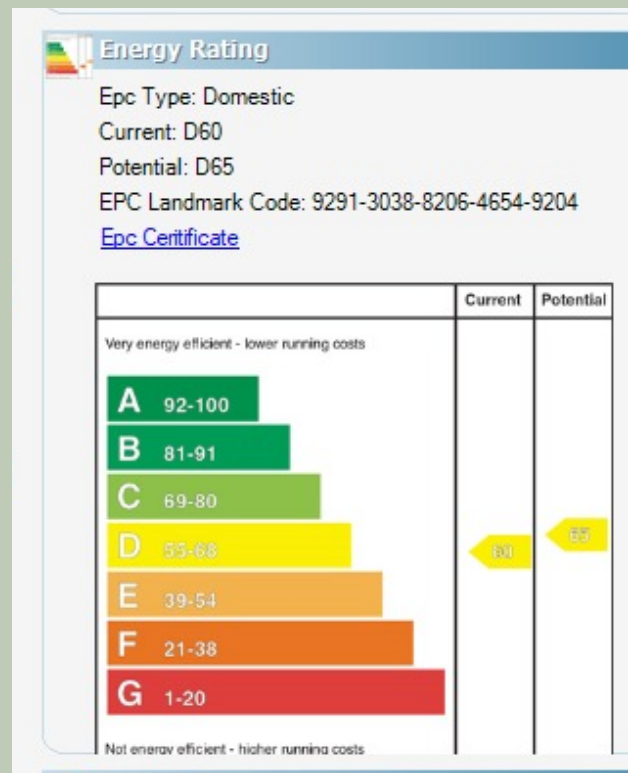 Energy Rating
Epc Type: Domestic
Current: D60
Potential: D65
EPC Landmark Code: 9291-3038-8206-4654-9204
Epc Ceritificate
Current Potential
Very energy efficient - lower running costs
A 92-100
B 81-91
C 69-80
D 55-68
E 39-54
F 21-38
G 1-20
60
65
Not energy efficient - higher running costs